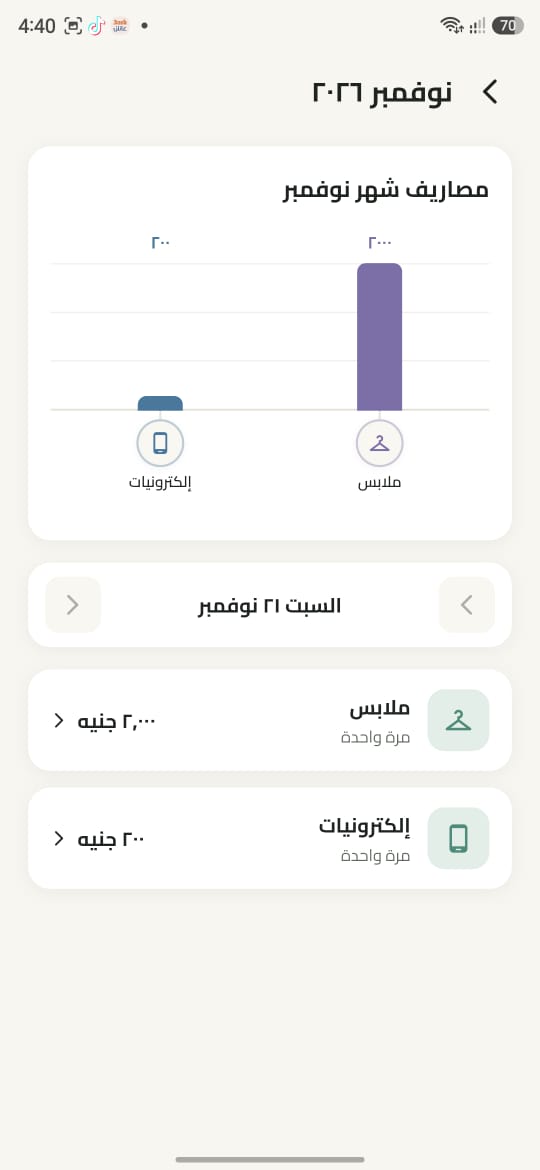 4:40
70
نوفمبر ٢٠٢٦
مصاريف شهر نوفمبر
٢٠٠٠
٢٠٠
ملابس
إلكترونيات
السبت ٢١ نوفمبر
ملابس
مرة واحدة
٢,٠٠٠ جنيه
إلكترونيات
مرة واحدة
٢٠٠ جنيه